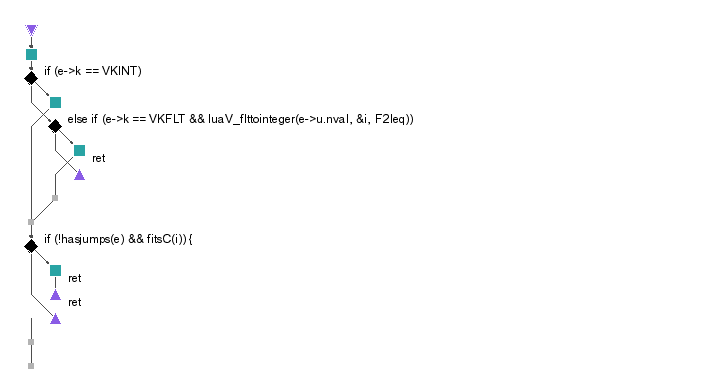 if (e->k == VKINT)
else if (e->k == VKFLT && luaV_flttointeger(e->u.nval, &i, F2Ieq))
ret
if (!hasjumps(e) && fitsC(i)) {
ret
ret